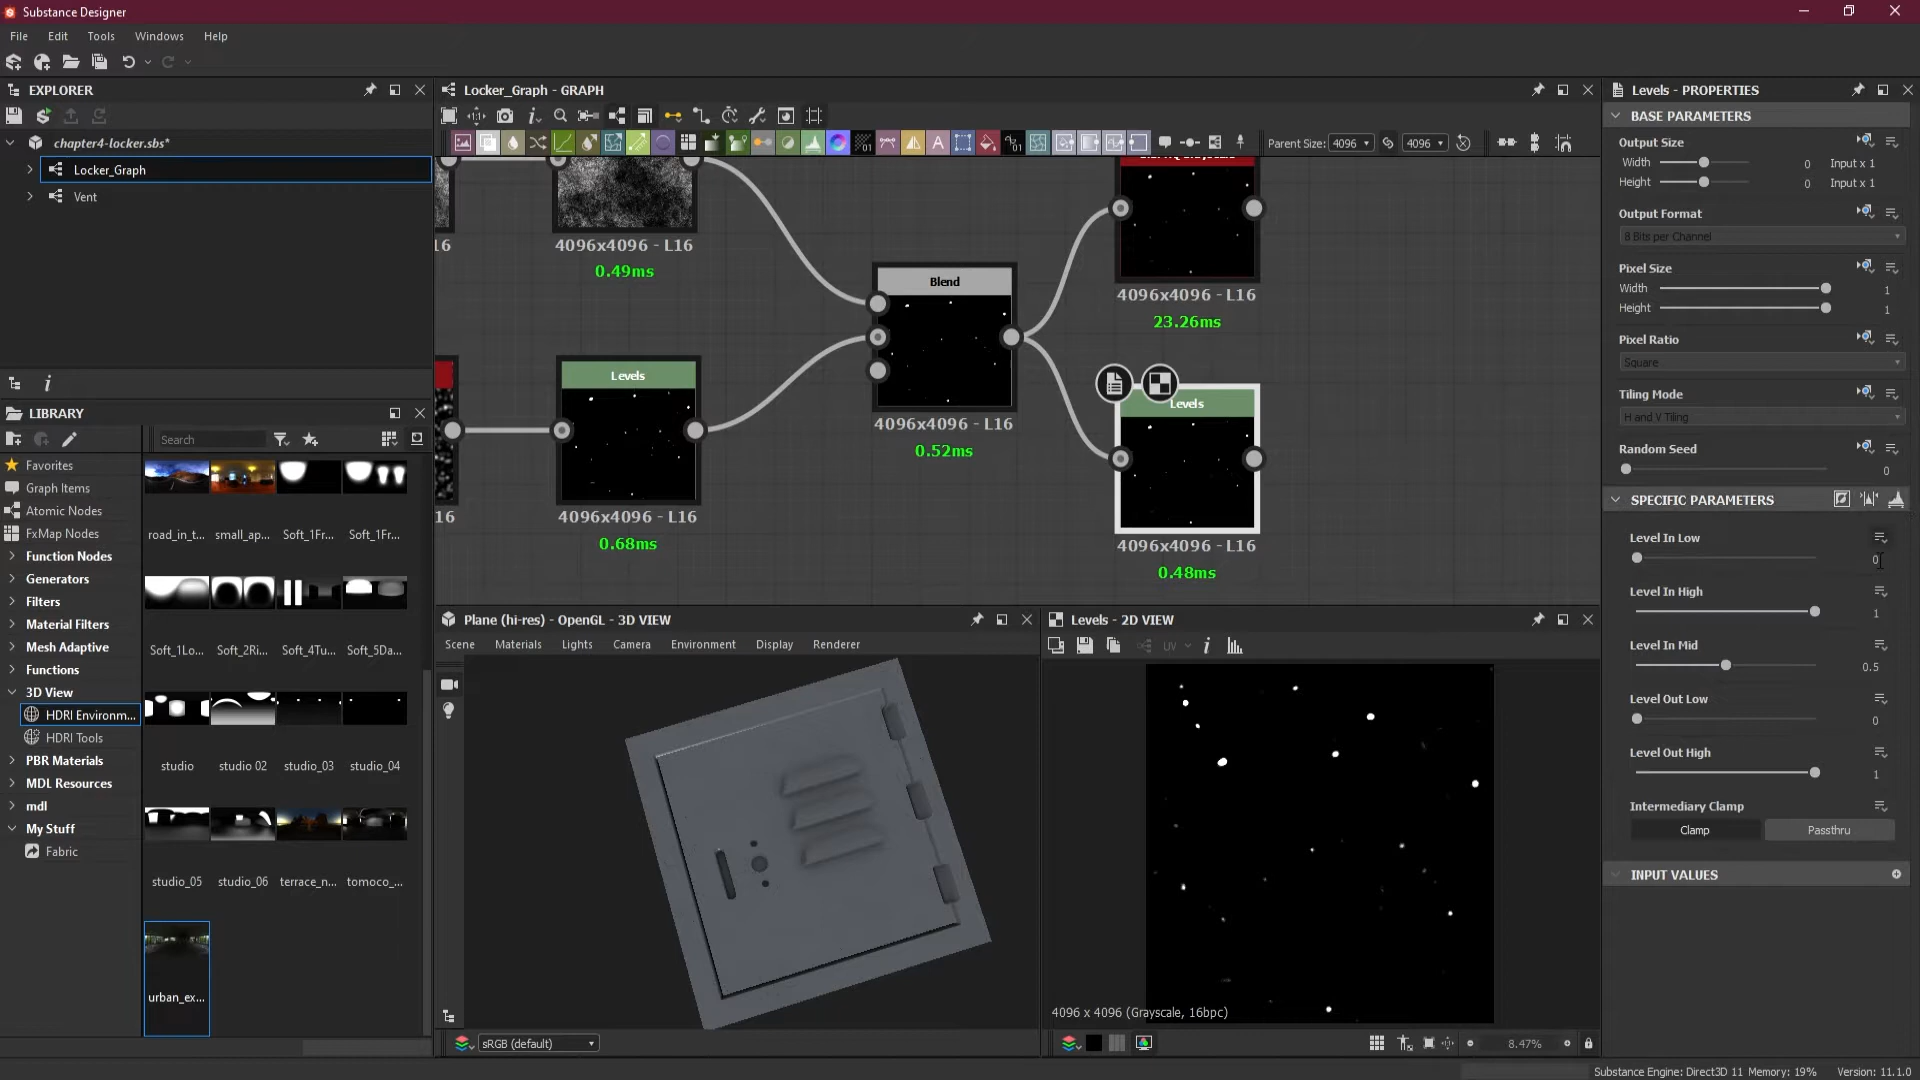 Substance Designer
File Edit Tools Windows Help
EXPLORER
chapter4-locker.sbs*
Locker_Graph
Vent
LIBRARY
Search
Favorites
Graph Items
Atomic Nodes
FxMap Nodes
Function Nodes
Generators
Filters
Material Filters
Mesh Adaptive
Functions
3D View
HDRI Environm...
HDRI Tools
PBR Materials
MDL Resources
mdl
My Stuff
Fabric
road_in_t... small_ap... Soft_1Fr... Soft_1Fr...
Soft_1Lo... Soft_2Ri... Soft_4Tu... Soft_5Da...
studio studio 02 studio_03 studio_04
studio_05 studio_06 terrace_n... tomoco_...
urban_ex...
Locker_Graph - GRAPH
Parent Size: 4096 4096
16
4096x4096 - L16
0.49ms
Levels
16
4096x4096 - L16
0.68ms
Blend
4096x4096 - L16
0.52ms
4096x4096 - L16
23.26ms
Levels
4096x4096 - L16
0.48ms
Plane (hi-res) - OpenGL - 3D VIEW
Scene Materials Lights Camera Environment Display Renderer
sRGB (default)
Levels - 2D VIEW
UV
4096 x 4096 (Grayscale, 16bpc)
8.47%
Levels - PROPERTIES
BASE PARAMETERS
Output Size
Width 0 Input x 1
Height 0 Input x 1
Output Format
8 Bits per Channel
Pixel Size
Width 1
Height 1
Pixel Ratio
Square
Tiling Mode
H and V Tiling
Random Seed
0
SPECIFIC PARAMETERS
Level In Low
0
Level In High
1
Level In Mid
0.5
Level Out Low
0
Level Out High
1
Intermediary Clamp
Clamp Passthru
INPUT VALUES
Substance Engine: Direct3D 11 Memory: 19% Version: 11.1.0